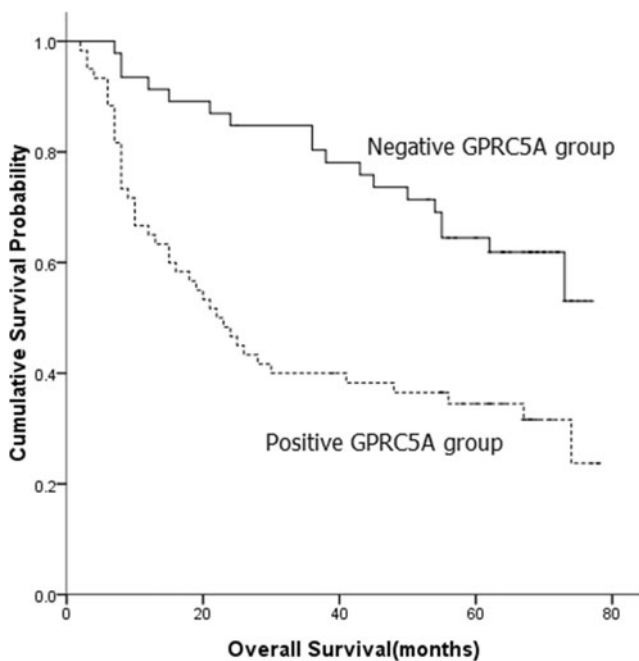 1.0
0.8
0.6
0.4
0.2
0.0
Cumulative Survival Probability
Negative GPRC5A group
Positive GPRC5A group
0 20 40 60 80
Overall Survival(months)